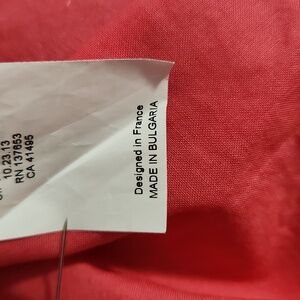 Designed in France
MADE IN BULGARIA
10.23.13
RN 137653
CA 41495